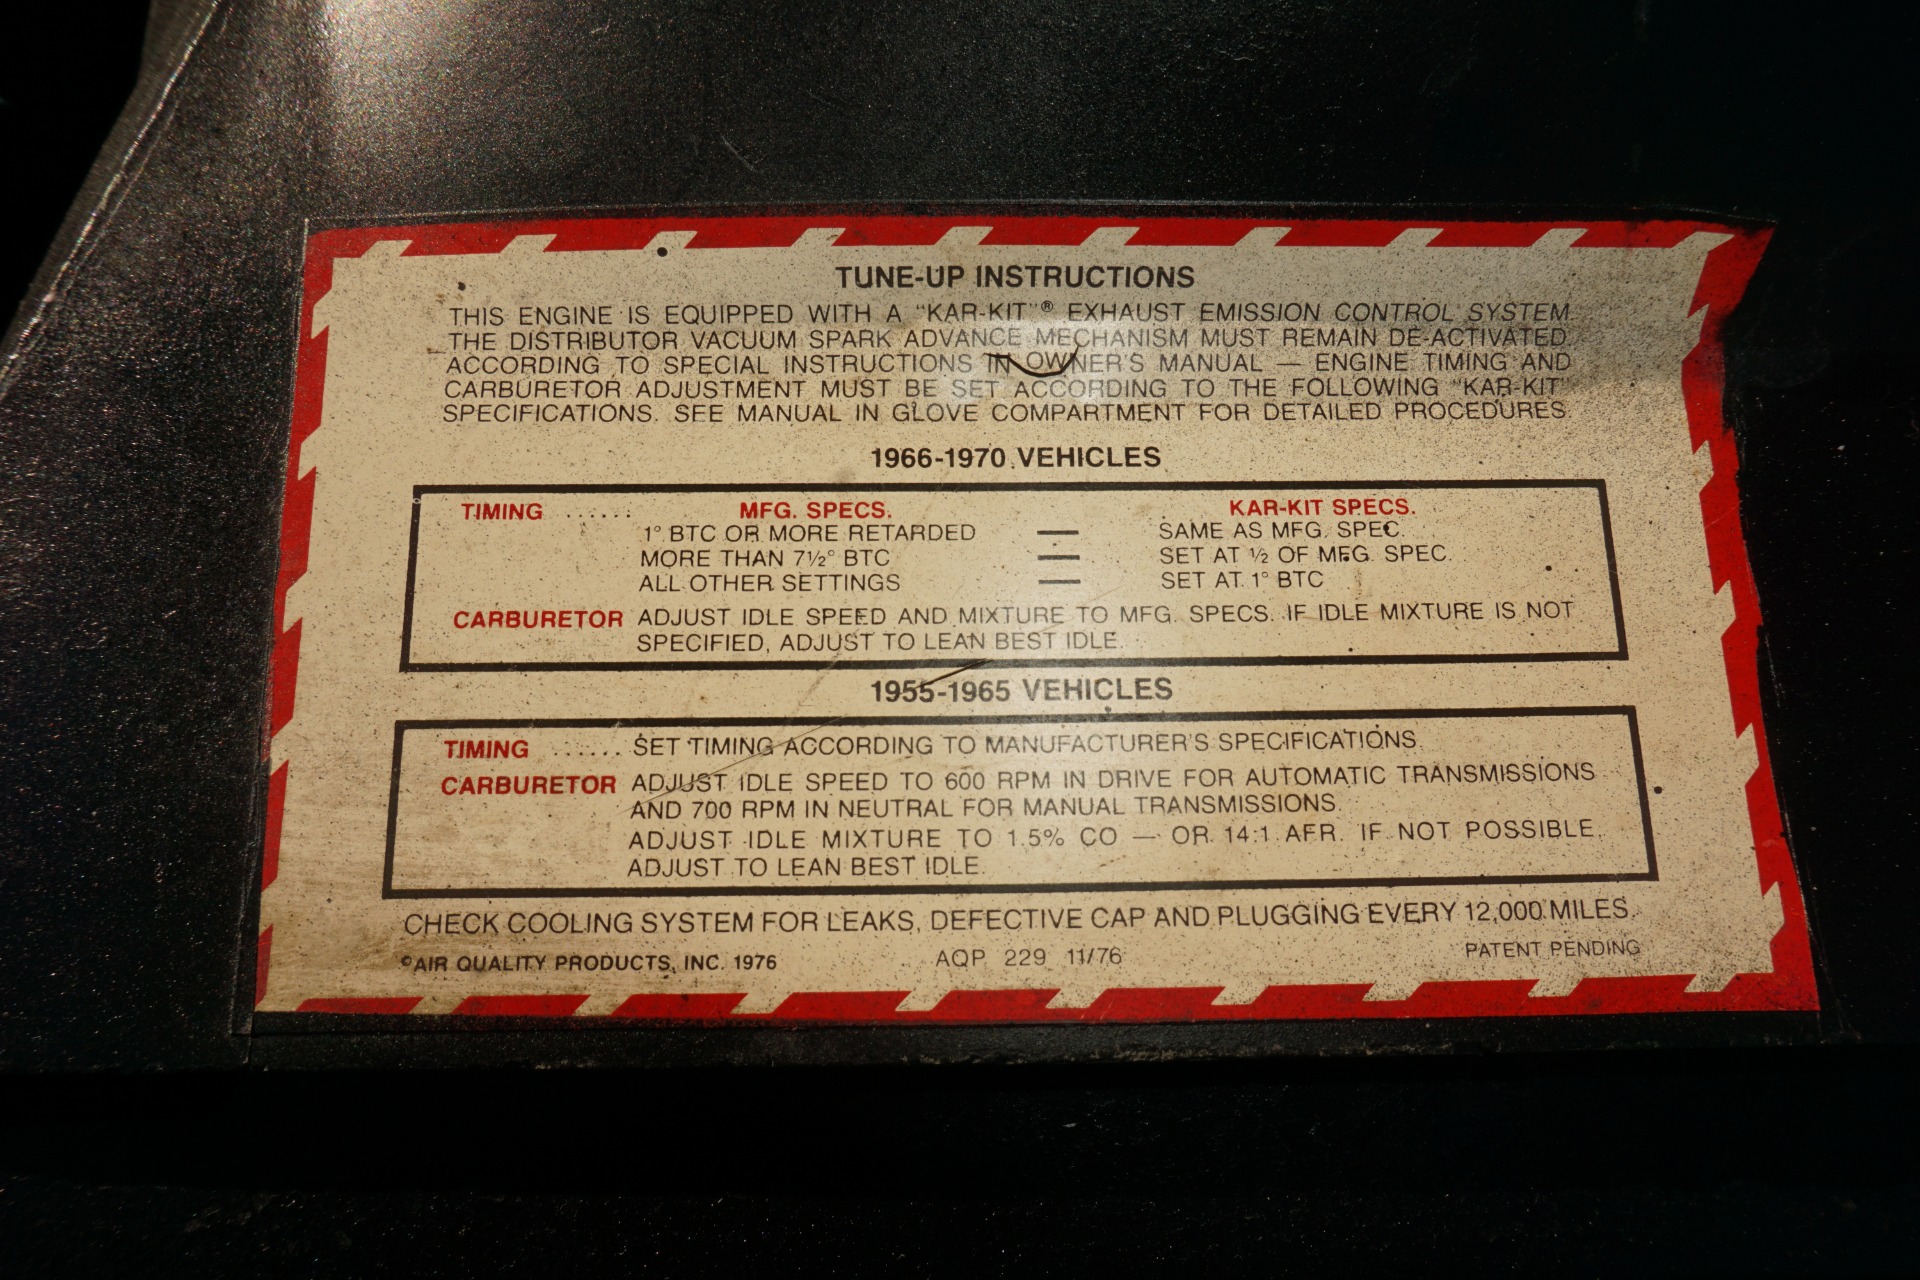 TUNE-UP INSTRUCTIONS
THIS ENGINE IS EQUIPPED WITH A "KAR-KIT"® EXHAUST EMISSION CONTROL SYSTEM.
THE DISTRIBUTOR VACUUM SPARK ADVANCE MECHANISM MUST REMAIN DE-ACTIVATED
ACCORDING TO SPECIAL INSTRUCTIONS IN OWNER'S MANUAL — ENGINE TIMING AND
CARBURETOR ADJUSTMENT MUST BE SET ACCORDING TO THE FOLLOWING "KAR-KIT"
SPECIFICATIONS. SEE MANUAL IN GLOVE COMPARTMENT FOR DETAILED PROCEDURES.
1966-1970 VEHICLES
TIMING ...... MFG. SPECS. KAR-KIT SPECS.
1° BTC OR MORE RETARDED — SAME AS MFG. SPEC.
MORE THAN 7½° BTC — SET AT ½ OF MFG. SPEC.
ALL OTHER SETTINGS — SET AT 1° BTC
CARBURETOR ADJUST IDLE SPEED AND MIXTURE TO MFG. SPECS. IF IDLE MIXTURE IS NOT
SPECIFIED, ADJUST TO LEAN BEST IDLE.
1955-1965 VEHICLES
TIMING ...... SET TIMING ACCORDING TO MANUFACTURER'S SPECIFICATIONS.
CARBURETOR ADJUST IDLE SPEED TO 600 RPM IN DRIVE FOR AUTOMATIC TRANSMISSIONS
AND 700 RPM IN NEUTRAL FOR MANUAL TRANSMISSIONS.
ADJUST IDLE MIXTURE TO 1.5% CO — OR 14:1 AFR. IF NOT POSSIBLE,
ADJUST TO LEAN BEST IDLE.
CHECK COOLING SYSTEM FOR LEAKS, DEFECTIVE CAP AND PLUGGING EVERY 12,000 MILES.
©AIR QUALITY PRODUCTS, INC. 1976 AQP 229 11/76 PATENT PENDING